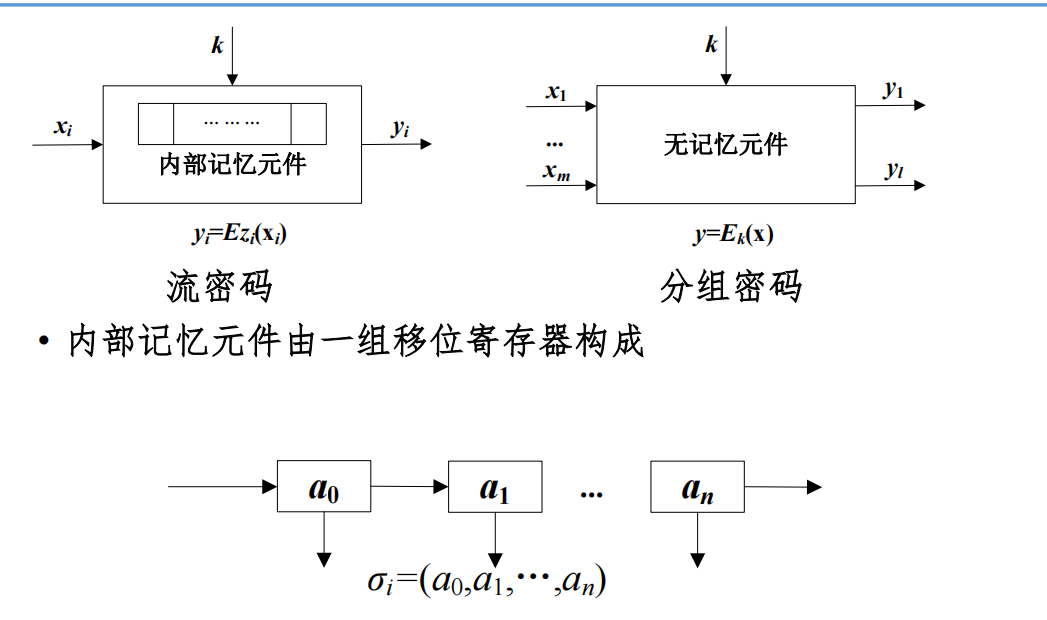 k
x_i
… … …
内部记忆元件
y_i
y_i=Ez_i(x_i)
流密码
k
x_1
...
x_m
无记忆元件
y_1
y_l
y=E_k(x)
分组密码
• 内部记忆元件由一组移位寄存器构成
a_0
a_1
...
a_n
σ_i=(a_0,a_1,⋯,a_n)